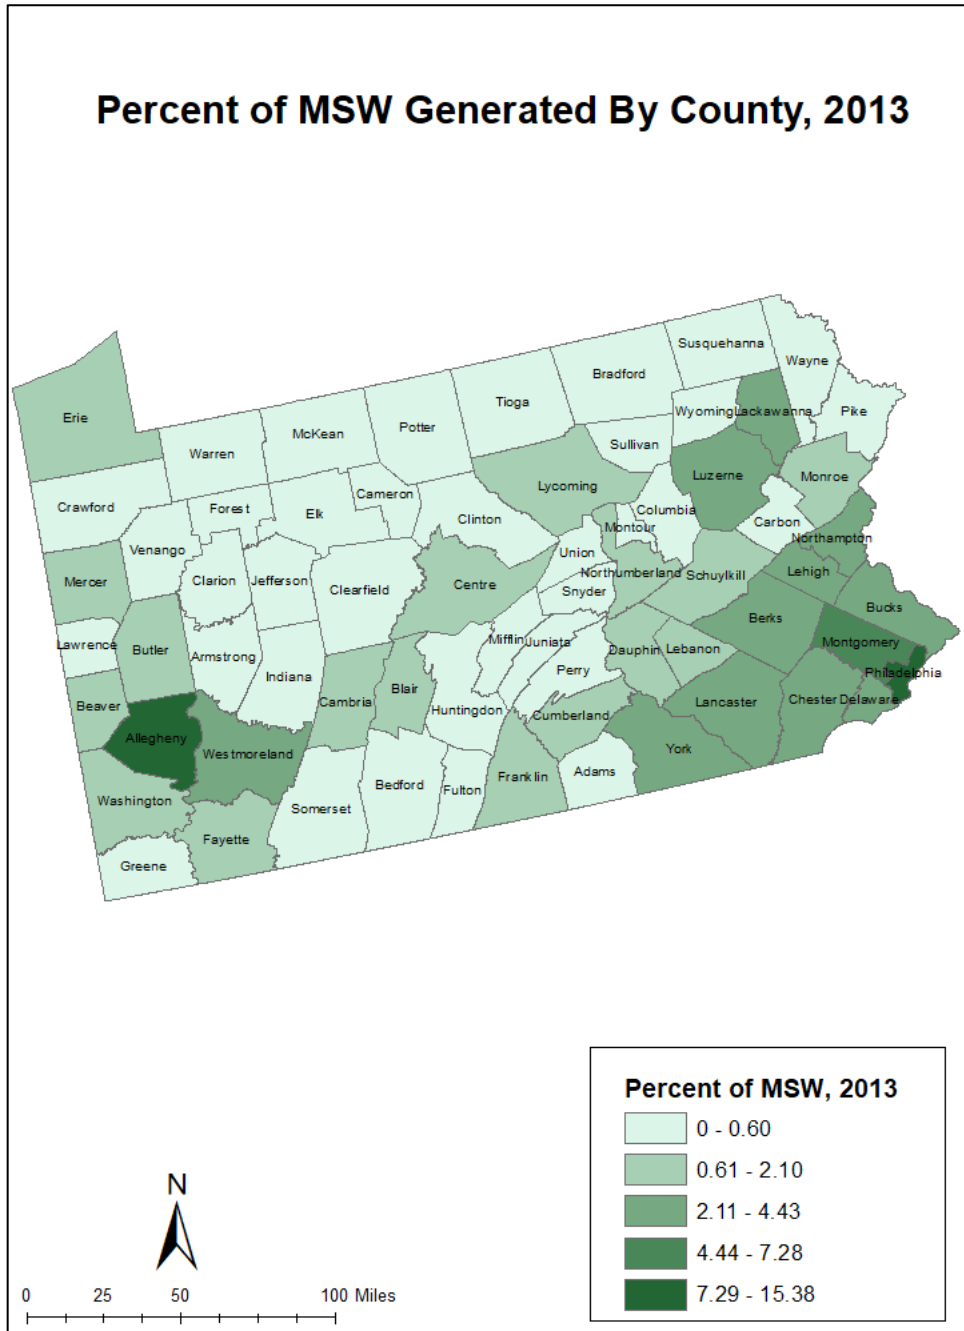 Percent of MSW Generated By County, 2013
Susquehanna
Wayne
Bradford
Tioga
Wyoming
Lackawanna
Pike
Erie
McKean
Potter
Sullivan
Warren
Luzerne
Monroe
Lycoming
Cameron
Crawford
Forest
Elk
Columbia
Clinton
Carbon
Montour
Northampton
Venango
Union
Clarion
Jefferson
Mercer
Centre
Northumberland
Schuylkill
Lehigh
Clearfield
Snyder
Bucks
Berks
Lawrence
Butler
Armstrong
Mifflin
Juniata
Montgomery
Dauphin
Lebanon
Indiana
Perry
Philadelphia
Beaver
Cambria
Blair
Huntingdon
Lancaster
Chester
Delaware
Cumberland
Allegheny
Westmoreland
York
Adams
Franklin
Bedford
Fulton
Washington
Somerset
Fayette
Greene
Percent of MSW, 2013
0 - 0.60
0.61 - 2.10
2.11 - 4.43
4.44 - 7.28
7.29 - 15.38
N
0 25 50 100 Miles